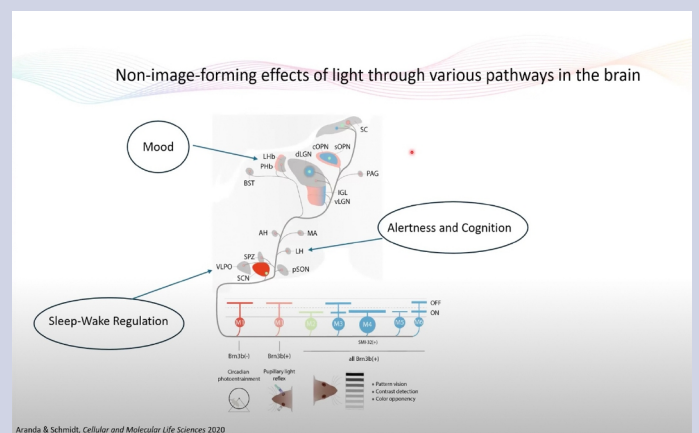 Non-image-forming effects of light through various pathways in the brain
Mood
SC
cOPN sOPN
LHb
dLGN
PHb
PAG
BST
IGL
vLGN
Alertness and Cognition
AH
MA
LH
SPZ
VLPO
pSON
SCN
Sleep-Wake Regulation
OFF
ON
M1
M3
M4
M5
SMI-32(+)
Brn3b(-)
Brn3b(+)
all Brn3b(+)
Circadian
photoentrainment
Pupillary light
reflex
+ Pattern vision
+ Contrast detection
+ Color opponency
Aranda & Schmidt, Cellular and Molecular Life Sciences 2020